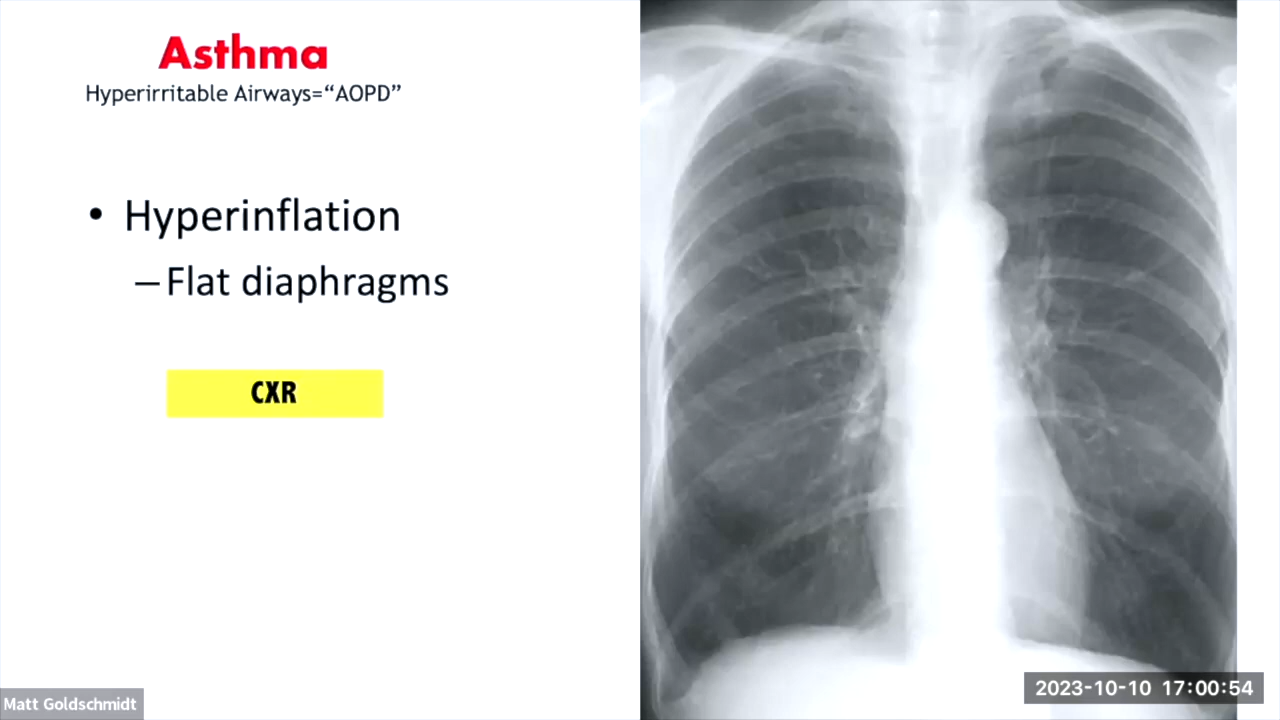 Asthma
Hyperirritable Airways=“AOPD”
• Hyperinflation
–Flat diaphragms
CXR
Matt Goldschmidt
2023-10-10 17:00:54